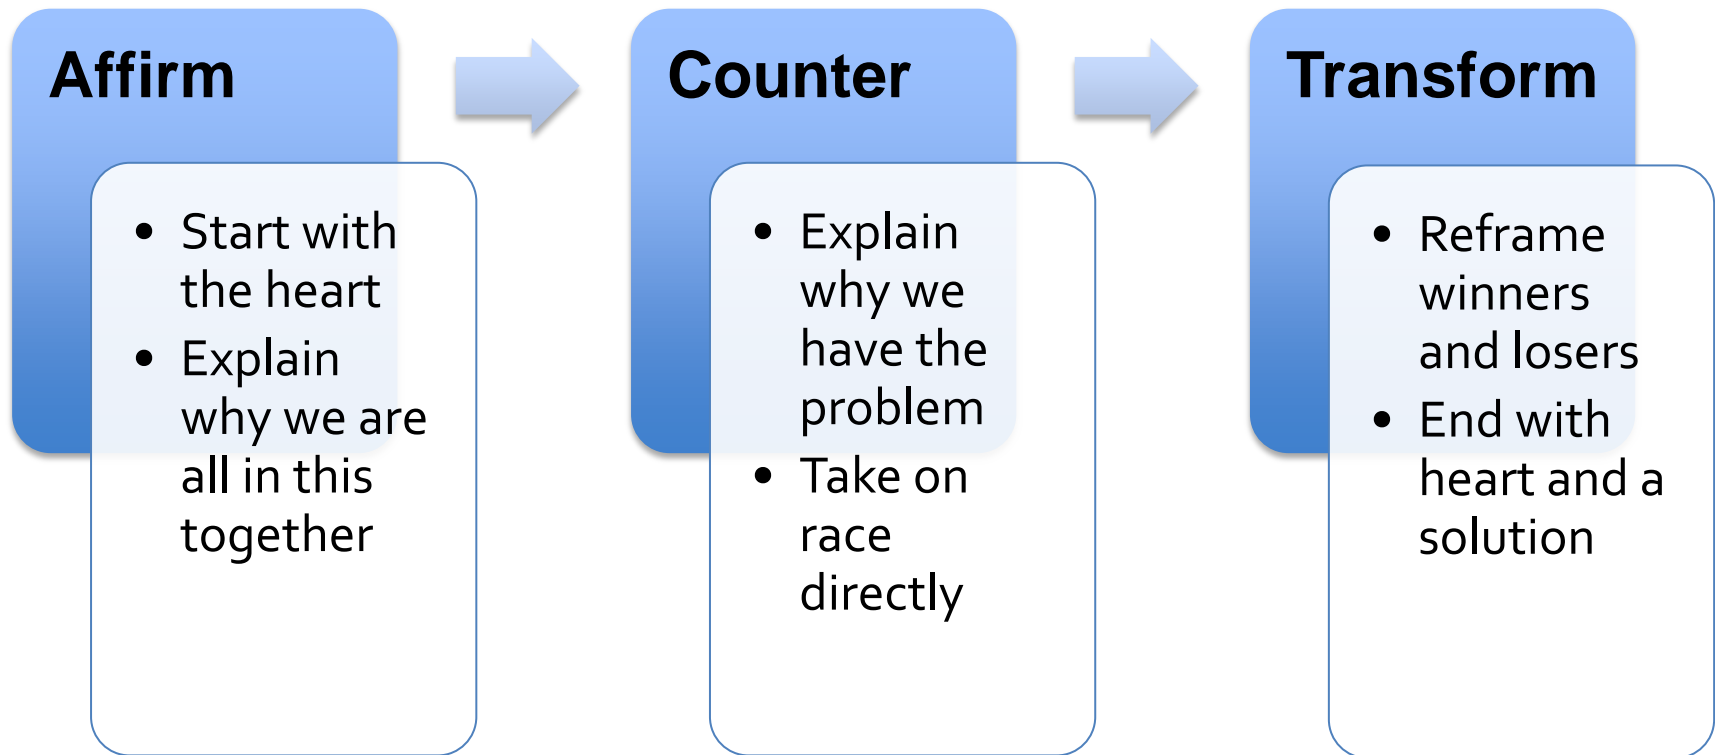 Affirm
• Start with
the heart
• Explain
why we are
all in this
together
Counter
• Explain
why we
have the
problem
• Take on
race
directly
Transform
• Reframe
winners
and losers
• End with
heart and a
solution